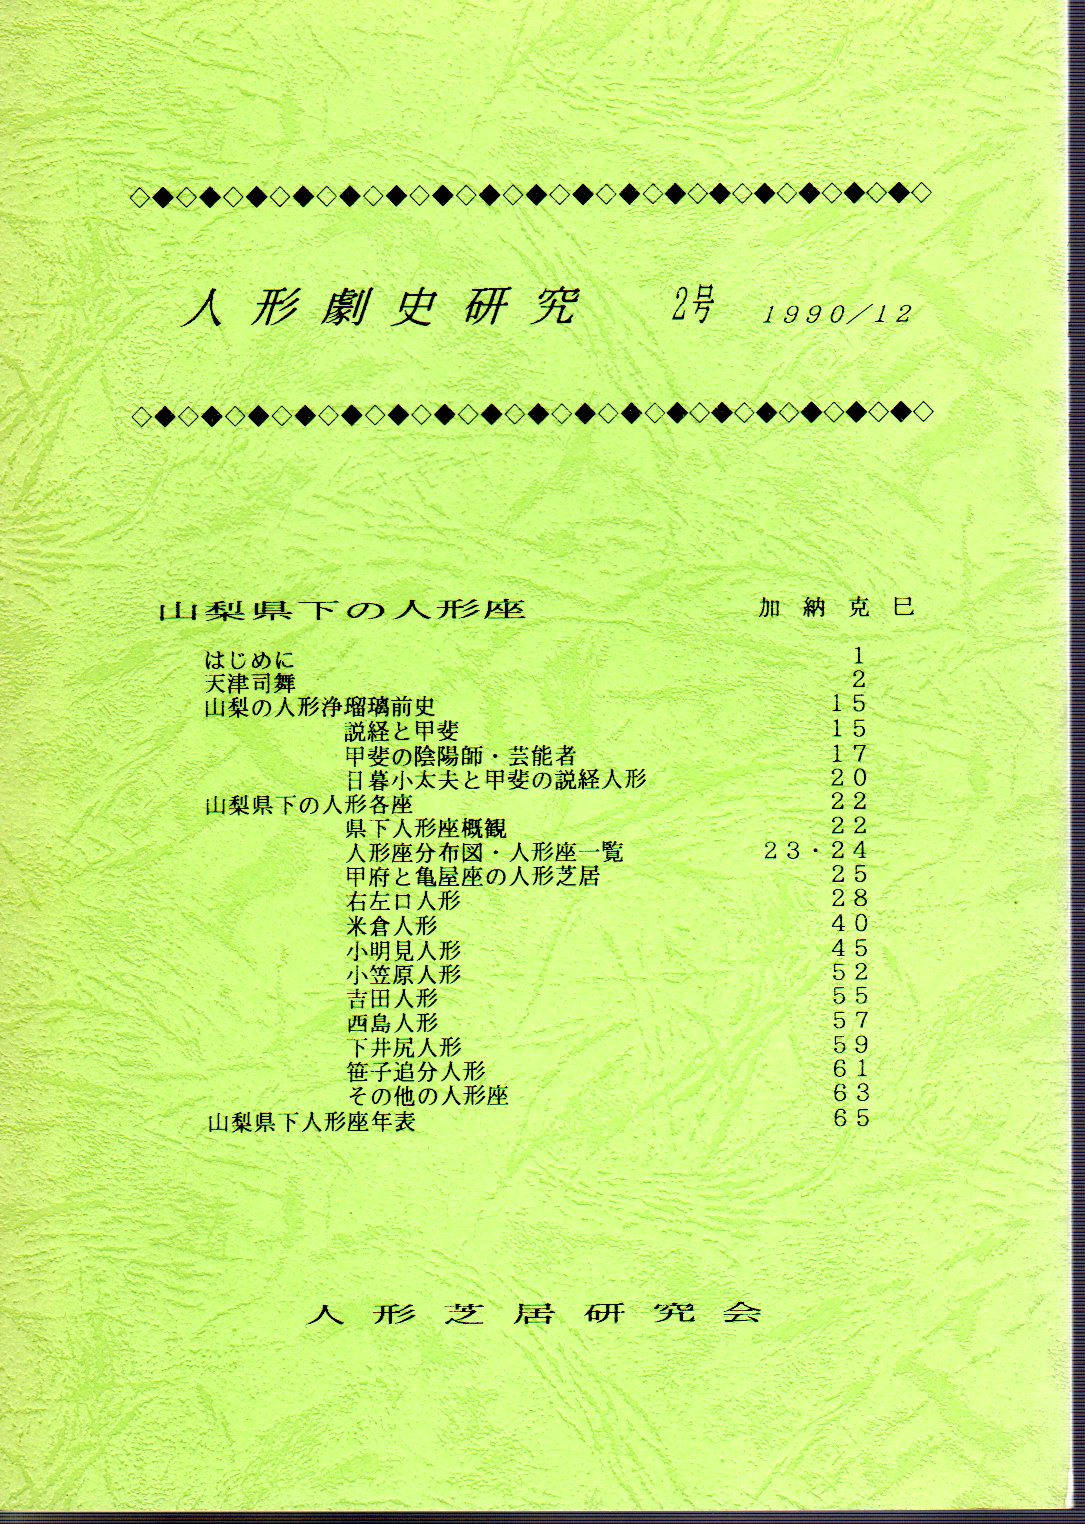 ◇◆◇◆◇◆◇◆◇◆◇◆◇◆◇◆◇◆◇◆◇◆◇◆◇◆◇◆◇◆◇◆◇◆◇
人形劇史研究 2号 1990/12
◇◆◇◆◇◆◇◆◇◆◇◆◇◆◇◆◇◆◇◆◇◆◇◆◇◆◇◆◇◆◇◆◇◆◇
山梨県下の人形座 加納克巳
はじめに 1
天津司舞 2
山梨の人形浄瑠璃前史 15
説経と甲斐 15
甲斐の陰陽師・芸能者 17
日暮小太夫と甲斐の説経人形 20
山梨県下の人形各座 22
県下人形座概観 22
人形座分布図・人形座一覧 23・24
甲府と亀屋座の人形芝居 25
右左口人形 28
米倉人形 40
小明見人形 45
小笠原人形 52
吉田人形 55
西島人形 57
下井尻人形 59
笹子追分人形 61
その他の人形座 63
山梨県下人形座年表 65
人形芝居研究会